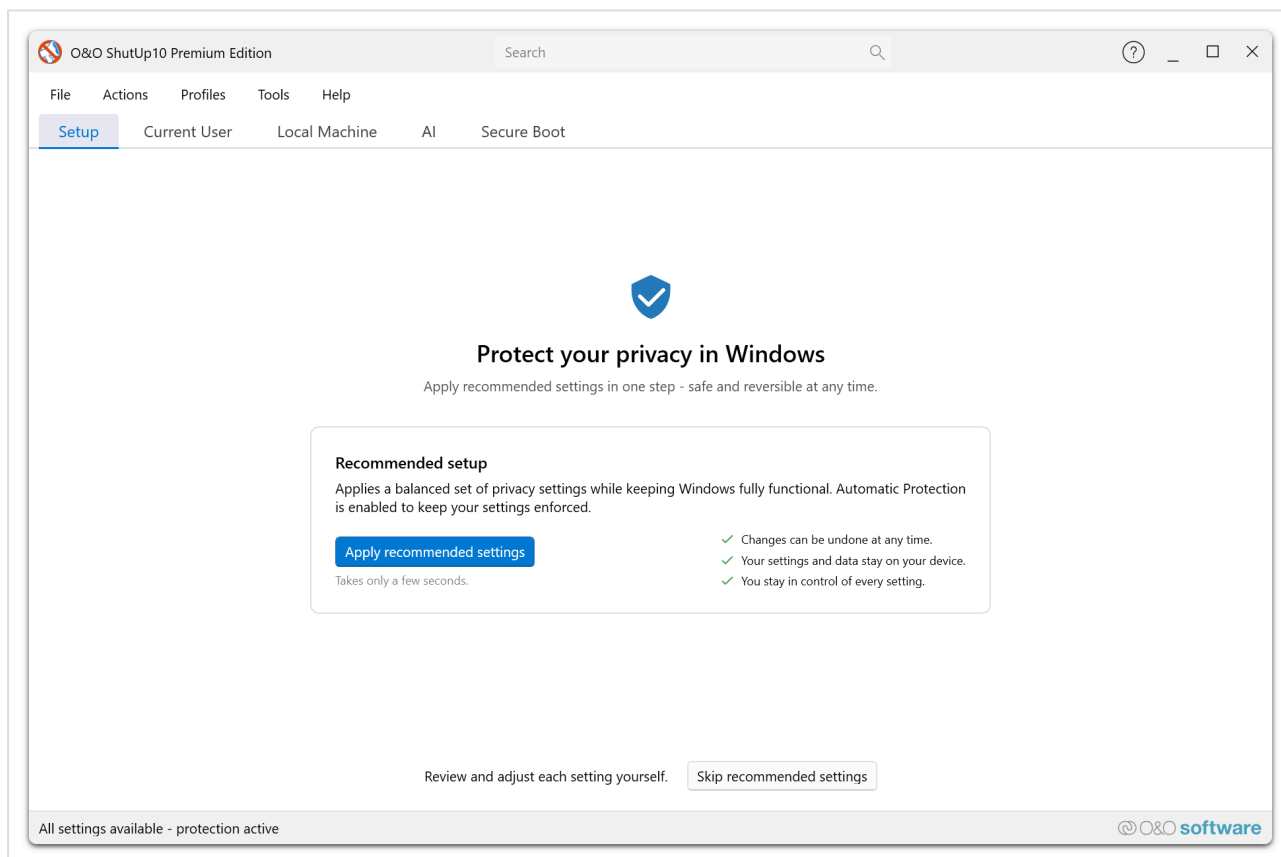 O&O ShutUp10 Premium Edition
Search
?
File Actions Profiles Tools Help
Setup Current User Local Machine AI Secure Boot
Protect your privacy in Windows
Apply recommended settings in one step - safe and reversible at any time.
Recommended setup
Applies a balanced set of privacy settings while keeping Windows fully functional. Automatic Protection
is enabled to keep your settings enforced.
Apply recommended settings
Takes only a few seconds.
Changes can be undone at any time.
Your settings and data stay on your device.
You stay in control of every setting.
Review and adjust each setting yourself. Skip recommended settings
All settings available - protection active
O&O software